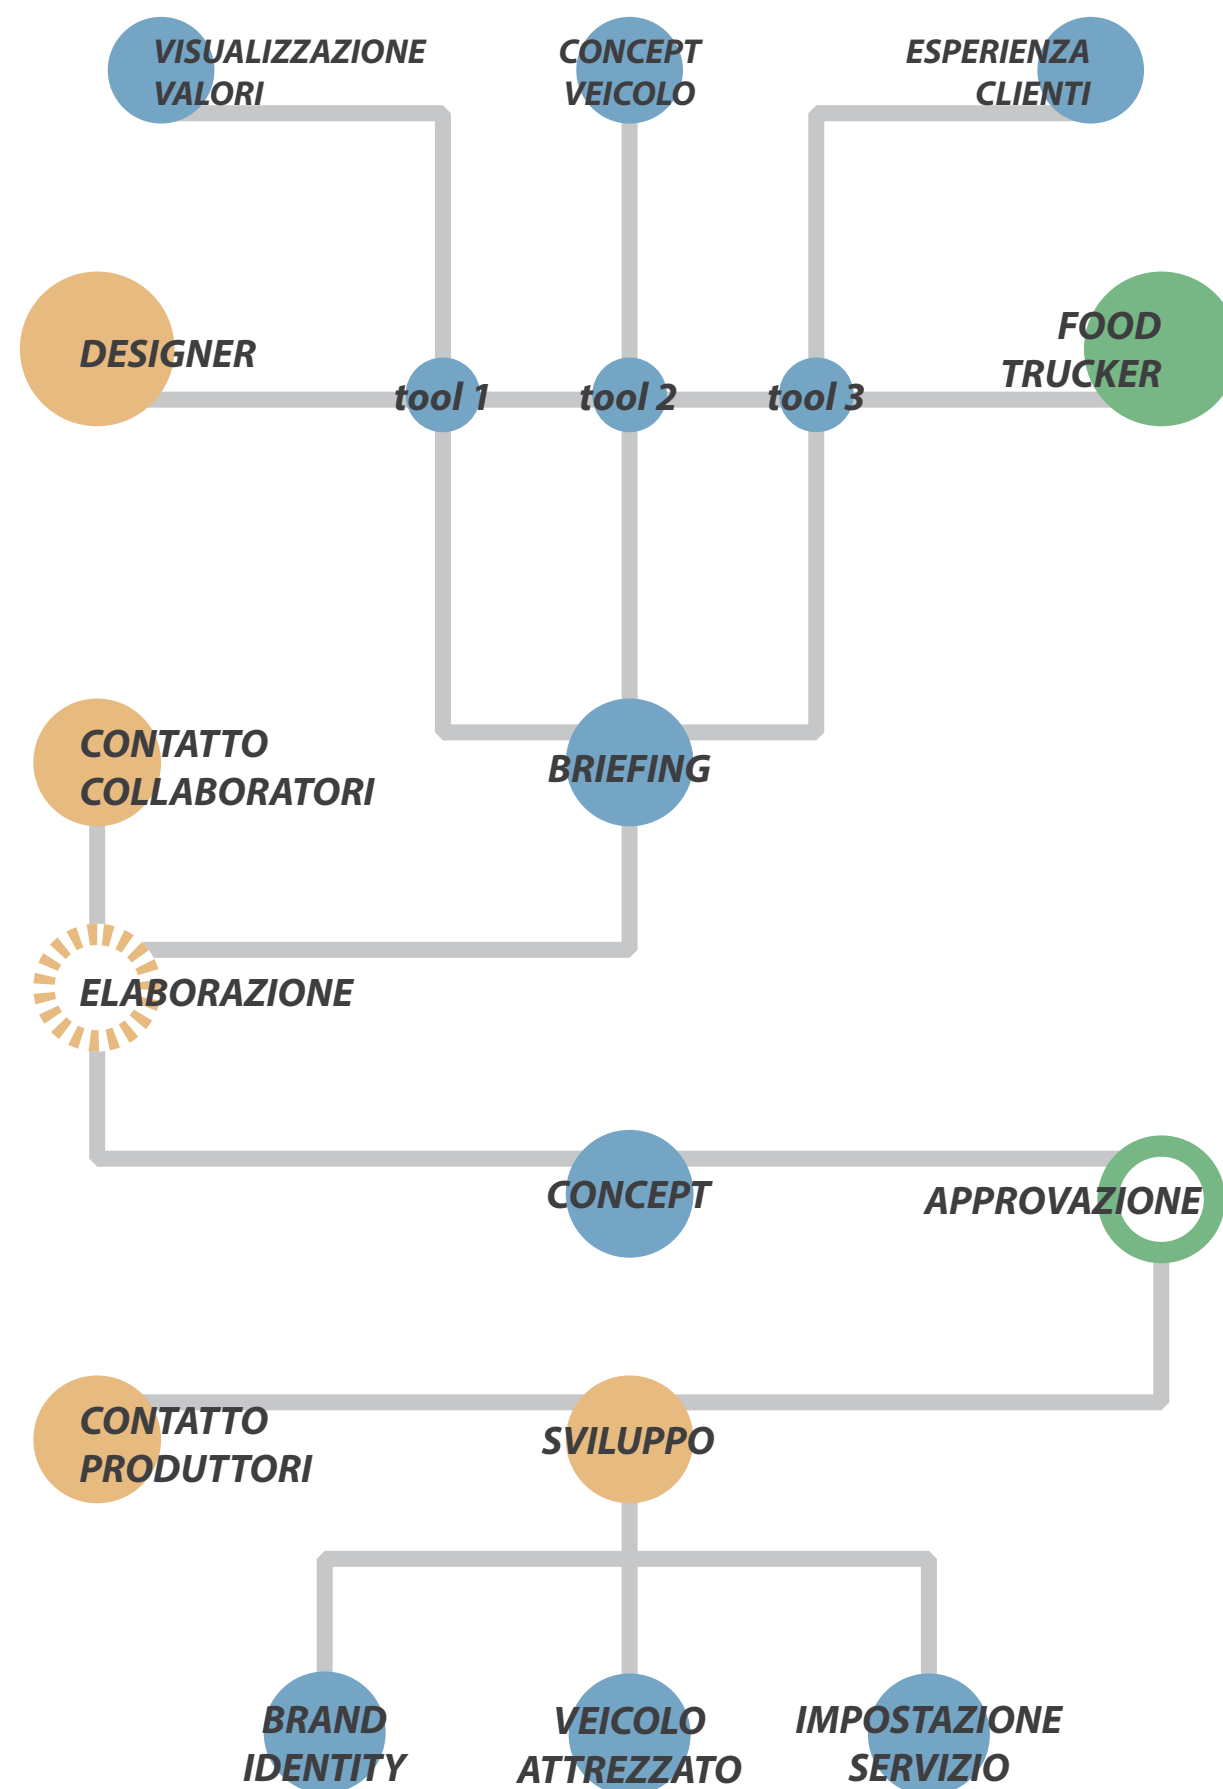 VISUALIZZAZIONE
VALORI
CONCEPT
VEICOLO
ESPERIENZA
CLIENTI
DESIGNER
tool 1
tool 2
tool 3
FOOD
TRUCKER
CONTATTO
COLLABORATORI
BRIEFING
ELABORAZIONE
CONCEPT
APPROVAZIONE
CONTATTO
PRODUTTORI
SVILUPPO
BRAND
IDENTITY
VEICOLO
ATTREZZATO
IMPOSTAZIONE
SERVIZIO